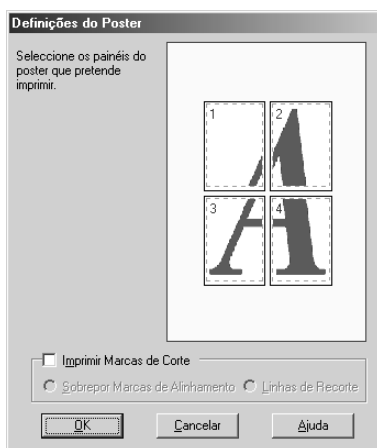 Definições do Poster
Seleccione os painéis do
poster que pretende
imprimir.
1 2
3 4
Imprimir Marcas de Corte
Sobrepor Marcas de Alinhamento Linhas de Recorte
OK Cancelar Ajuda